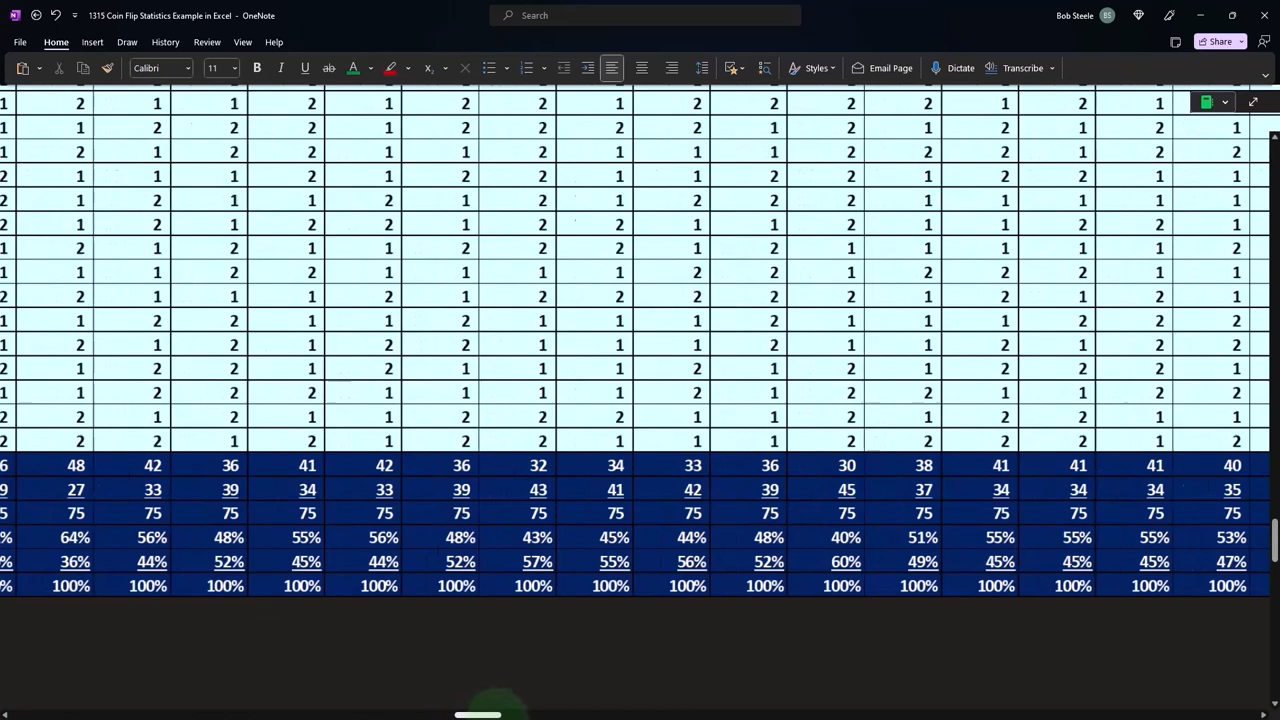 1315 Coin Flip Statistics Example in Excel - OneNote
Search
Bob Steele BS
File Home Insert Draw History Review View Help Share
Calibri 11 B I U ab A x Styles Email Page Dictate Transcribe
1 2 1 1 2 1 2 2 1 2 2 2 2 1 2 1
1 1 2 2 2 1 2 2 2 2 1 2 1 2 1 2 1
1 2 1 2 2 1 1 2 1 1 1 2 2 2 1 2 2
2 1 1 1 2 1 2 2 1 1 2 2 1 2 2 1 1
1 1 2 1 1 2 1 2 1 2 2 2 1 1 1 1 1
2 1 2 1 2 2 1 2 2 1 1 2 1 1 2 2 1
1 2 1 2 1 1 2 2 2 1 2 1 1 1 1 1 2
1 1 1 2 2 1 1 1 1 2 2 1 2 2 2 1 1
2 2 1 1 1 2 1 2 2 2 2 2 1 2 1 2 1
1 1 2 2 1 1 2 1 1 1 2 1 1 1 2 2 2
1 2 1 2 1 2 2 1 1 1 1 1 1 2 1 2 2
2 1 2 2 1 2 1 1 1 2 1 2 1 2 2 2 1
1 1 2 2 2 1 1 1 1 2 1 2 2 1 1 2 2
2 2 1 2 1 1 2 2 2 1 1 2 1 2 2 1 1
2 2 2 1 2 1 2 2 1 1 1 2 2 2 2 1 2
6 48 42 36 41 42 36 32 34 33 36 30 38 41 41 41 40
9 27 33 39 34 33 39 43 41 42 39 45 37 34 34 34 35
5 75 75 75 75 75 75 75 75 75 75 75 75 75 75 75 75
% 64% 56% 48% 55% 56% 48% 43% 45% 44% 48% 40% 51% 55% 55% 55% 53%
% 36% 44% 52% 45% 44% 52% 57% 55% 56% 52% 60% 49% 45% 45% 45% 47%
% 100% 100% 100% 100% 100% 100% 100% 100% 100% 100% 100% 100% 100% 100% 100% 100%